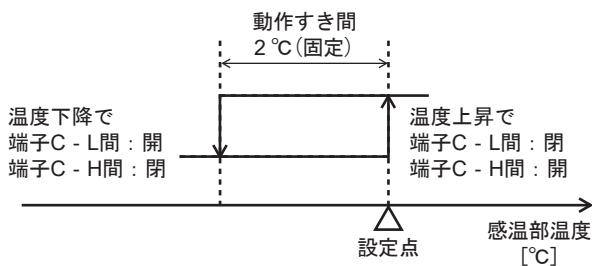 動作すき間
2 ℃(固定)
温度下降で
端子C - L間：開
端子C - H間：閉
温度上昇で
端子C - L間：閉
端子C - H間：開
設定点
感温部温度
[℃]